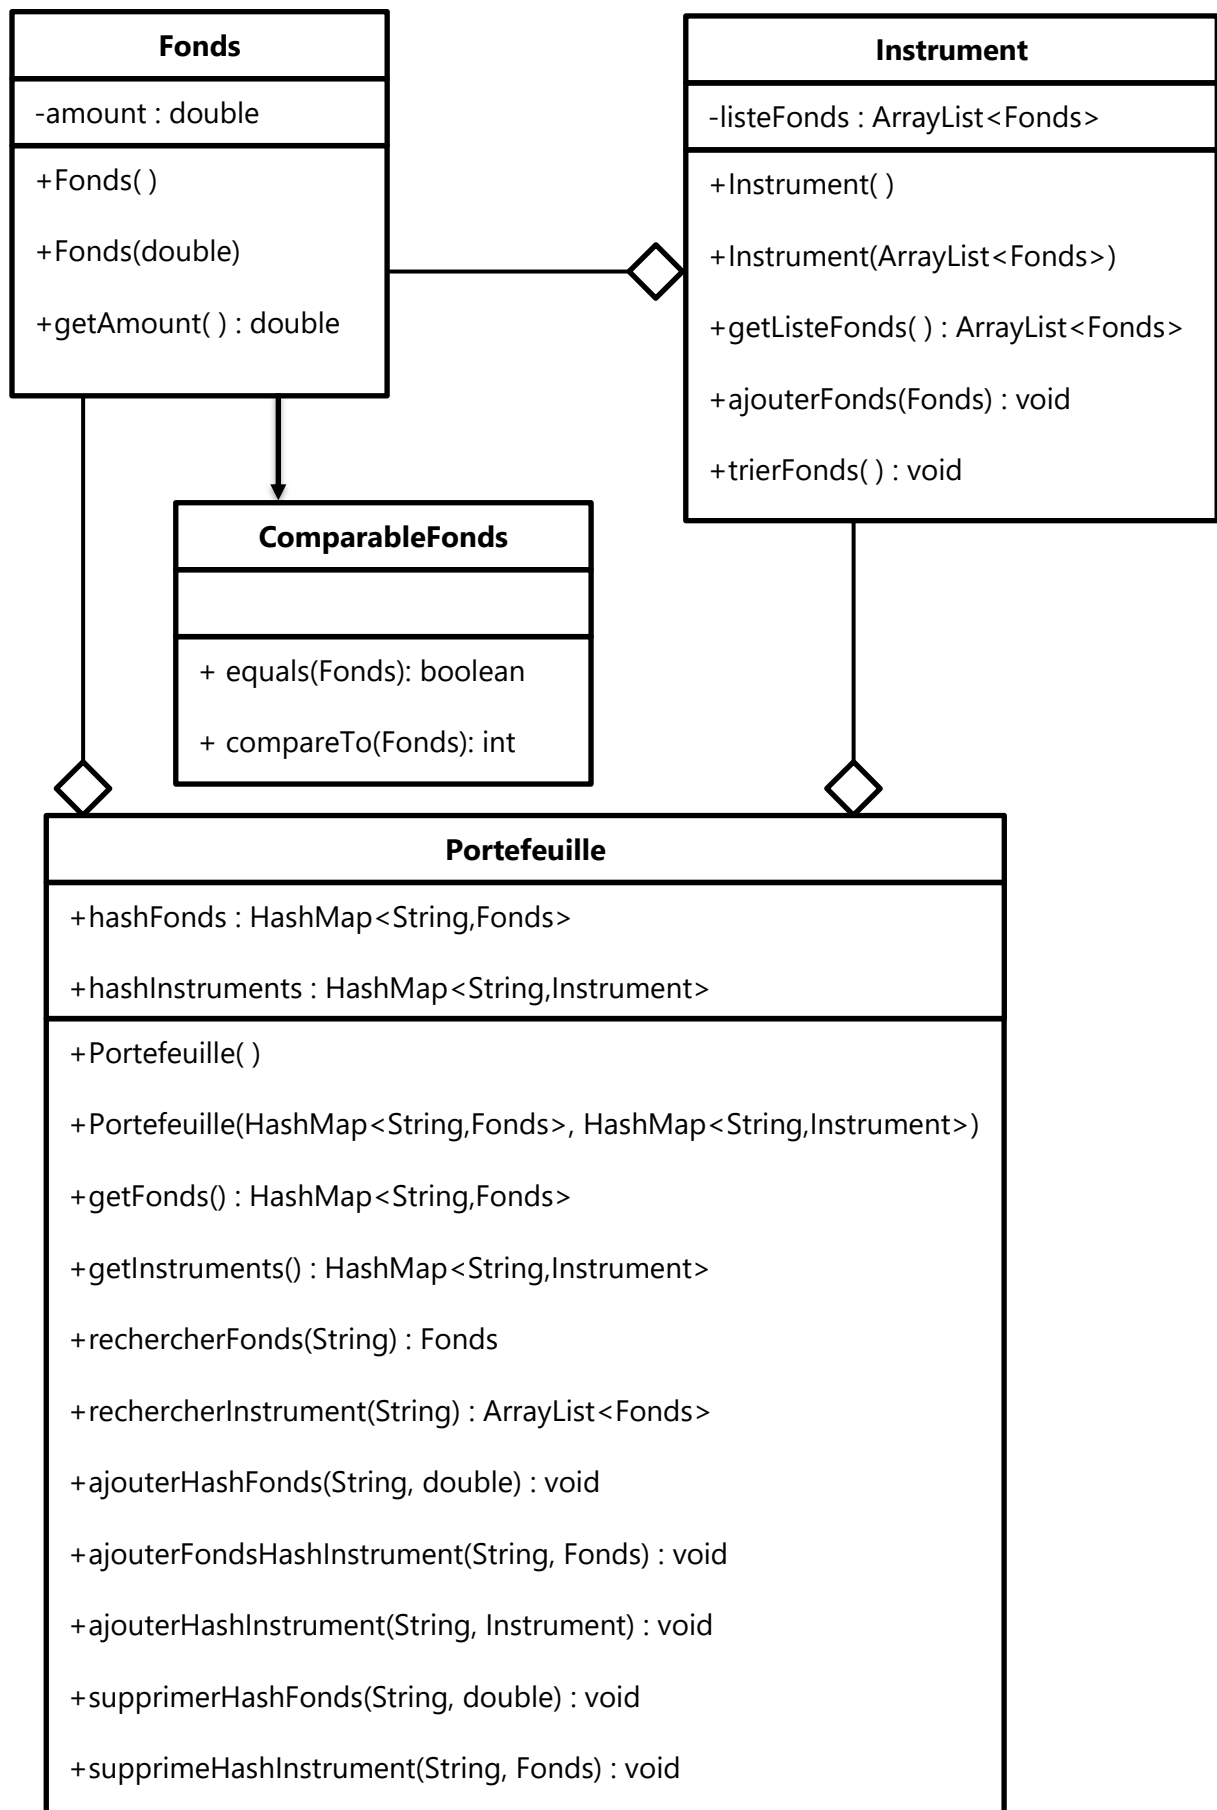 Fonds
-amount : double
+Fonds( )
+Fonds(double)
+getAmount( ) : double
Instrument
-listeFonds : ArrayList<Fonds>
+Instrument( )
+Instrument(ArrayList<Fonds>)
+getListeFonds( ) : ArrayList<Fonds>
+ajouterFonds(Fonds) : void
+trierFonds( ) : void
ComparableFonds
+ equals(Fonds): boolean
+ compareTo(Fonds): int
Portefeuille
+hashFonds : HashMap<String,Fonds>
+hashInstruments : HashMap<String,Instrument>
+Portefeuille( )
+Portefeuille(HashMap<String,Fonds>, HashMap<String,Instrument>)
+getFonds() : HashMap<String,Fonds>
+getInstruments() : HashMap<String,Instrument>
+rechercherFonds(String) : Fonds
+rechercherInstrument(String) : ArrayList<Fonds>
+ajouterHashFonds(String, double) : void
+ajouterFondsHashInstrument(String, Fonds) : void
+ajouterHashInstrument(String, Instrument) : void
+supprimerHashFonds(String, double) : void
+supprimeHashInstrument(String, Fonds) : void